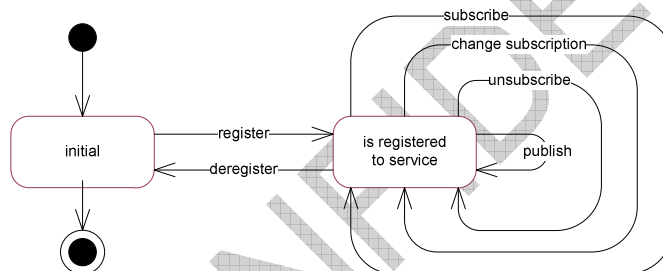 subscribe
change subscription
unsubscribe
register
initial
is registered
to service
publish
deregister